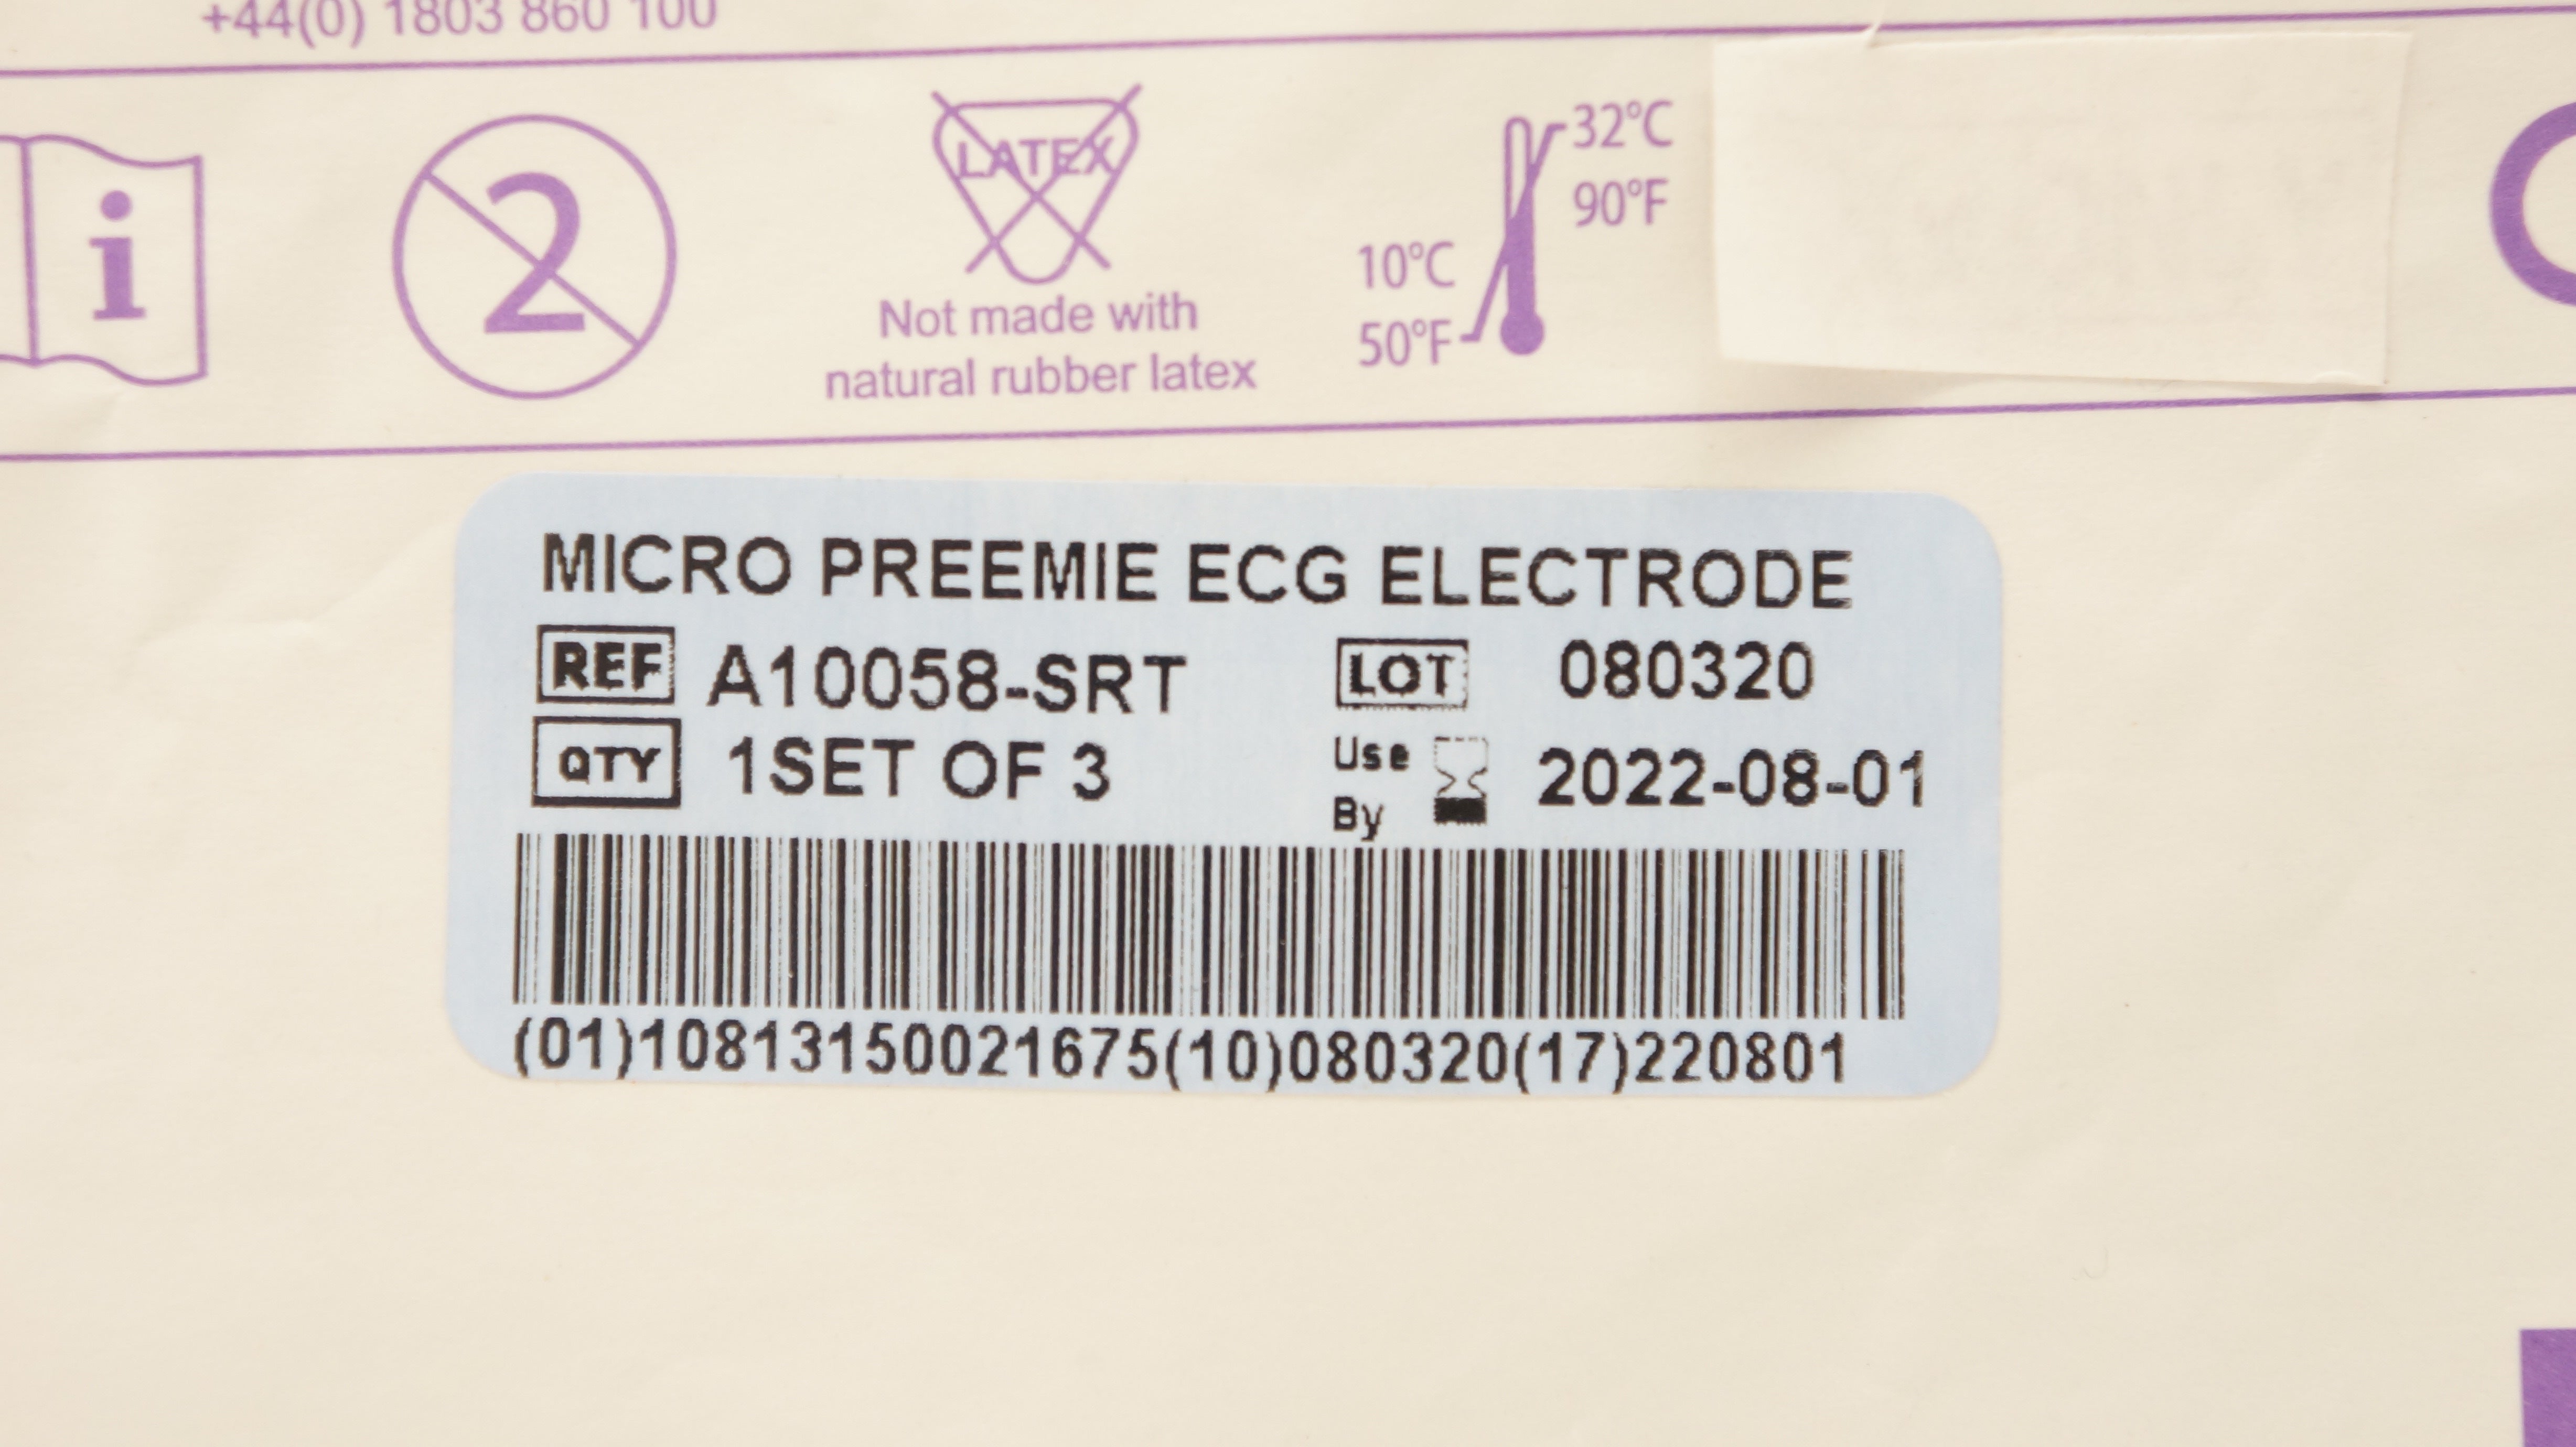 +44(0) 1803 860 100
i
2
LATEX
Not made with
natural rubber latex
32°C
90°F
10°C
50°F
MICRO PREEMIE ECG ELECTRODE
REF A10058-SRT LOT 080320
QTY 1SET OF 3 Use By 2022-08-01
(01)10813150021675(10)080320(17)220801